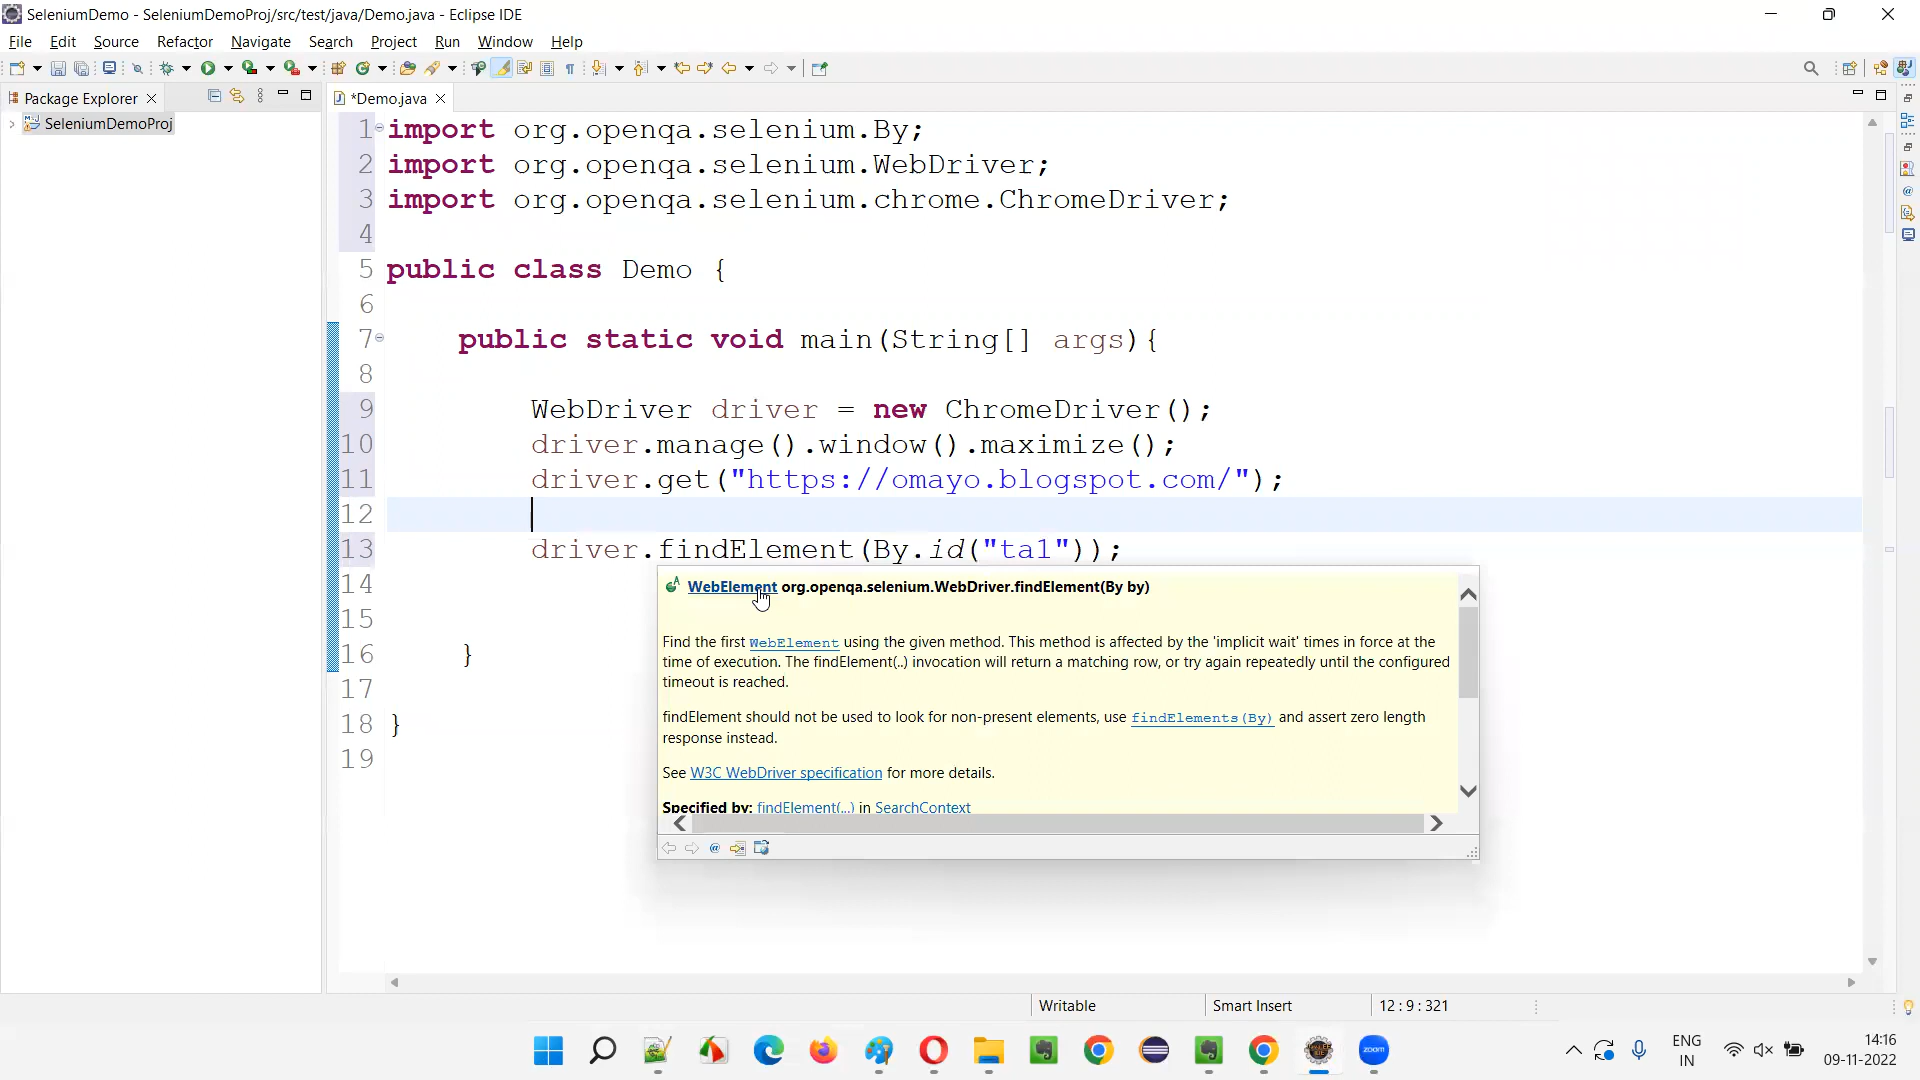 SeleniumDemo - SeleniumDemoProj/src/test/java/Demo.java - Eclipse IDE
File Edit Source Refactor Navigate Search Project Run Window Help
Package Explorer
SeleniumDemoProj
*Demo.java
1 import org.openqa.selenium.By;
2 import org.openqa.selenium.WebDriver;
3 import org.openqa.selenium.chrome.ChromeDriver;
4
5 public class Demo {
6
7 public static void main(String[] args){
8
9 WebDriver driver = new ChromeDriver();
10 driver.manage().window().maximize();
11 driver.get("https://omayo.blogspot.com/");
12
13 driver.findElement(By.id("ta1"));
14
15
16 }
17
18 }
19
WebElement org.openqa.selenium.WebDriver.findElement(By by)
Find the first WebElement using the given method. This method is affected by the 'implicit wait' times in force at the
time of execution. The findElement(..) invocation will return a matching row, or try again repeatedly until the configured
timeout is reached.
findElement should not be used to look for non-present elements, use findElements(By) and assert zero length
response instead.
See W3C WebDriver specification for more details.
Specified by: findElement(...) in SearchContext
Writable Smart Insert 12 : 9 : 321
zoom
ENG
IN
14:16
09-11-2022